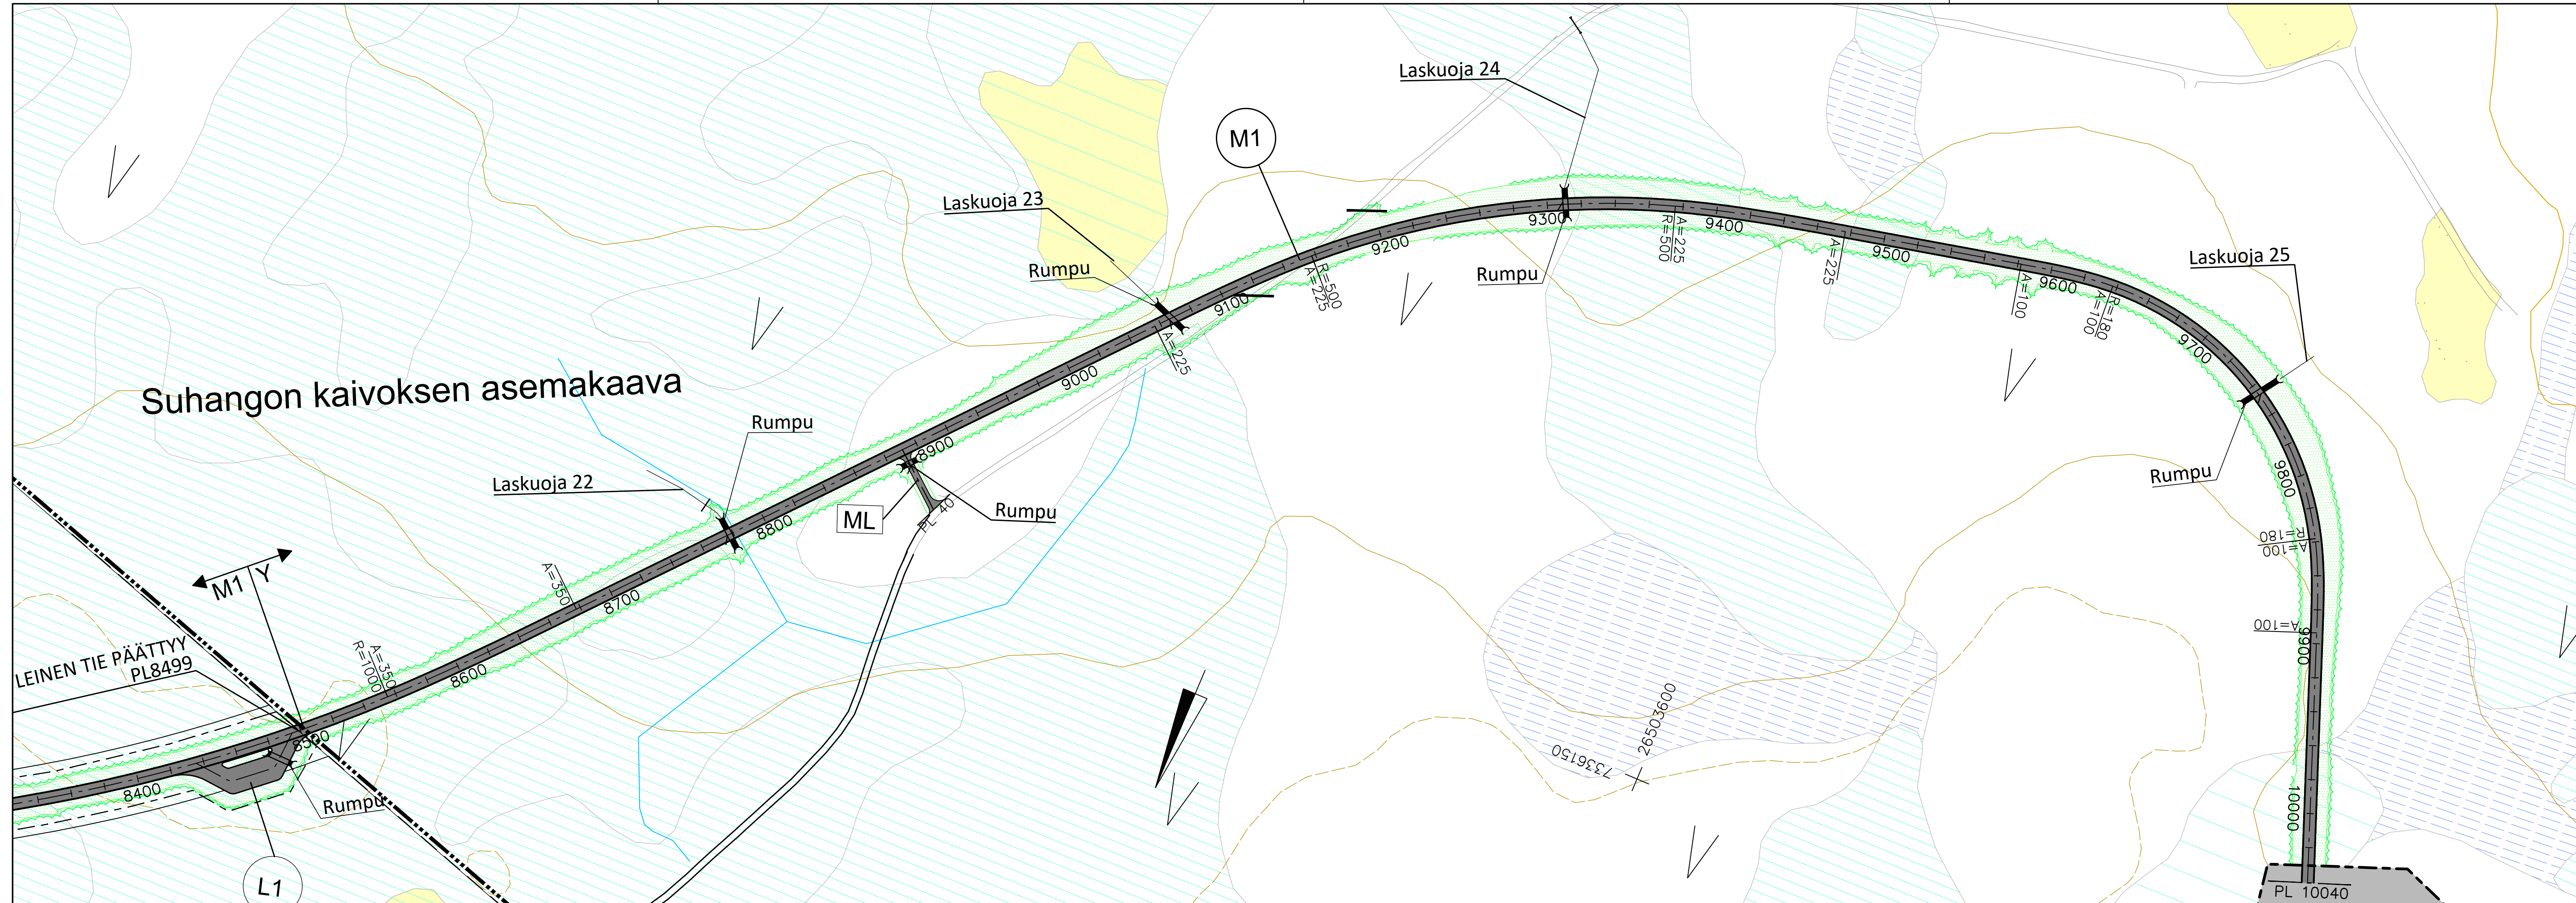 Laskuoja 24
M1
Laskuoja 23
Rumpu
9300
Rumpu
9200
R=500
A=225
A=225
R=500
9400
A=225
9500
A=100
9600
R=180
A=100
Laskuoja 25
9700
Rumpu
9800
R=180
A=100
A=100
9900
10000
PL 10040
9100
A=225
9000
Suhangon kaivoksen asemakaava
Rumpu
8900
Laskuoja 22
8800
ML
Rumpu
PL 40
A=350
8700
M1 Y
A=350
R=1000
8600
LEINEN TIE PÄÄTTYY
PL8499
8500
8400
Rumpu
L1
26503600
7336150